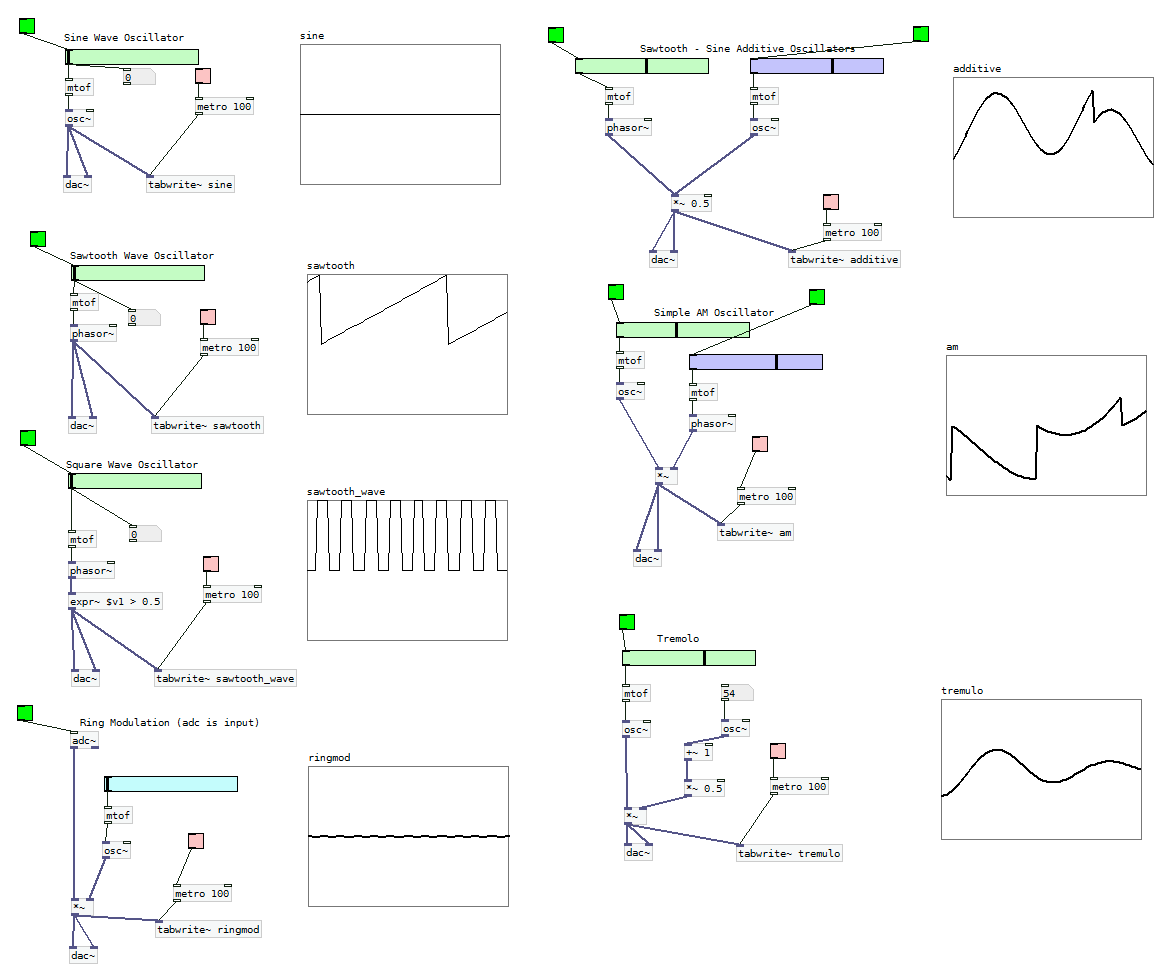 Sine Wave Oscillator
0
mtof
metro 100
osc~
dac~
tabwrite~ sine
sine
Sawtooth Wave Oscillator
mtof
0
phasor~
metro 100
dac~
tabwrite~ sawtooth
sawtooth
Square Wave Oscillator
0
mtof
phasor~
metro 100
expr~ $v1 > 0.5
dac~
tabwrite~ sawtooth_wave
sawtooth_wave
Ring Modulation (adc is input)
adc~
mtof
osc~
metro 100
*~
tabwrite~ ringmod
dac~
ringmod
Sawtooth - Sine Additive Oscillators
mtof
mtof
phasor~
osc~
*~ 0.5
metro 100
dac~
tabwrite~ additive
additive
Simple AM Oscillator
mtof
osc~
mtof
phasor~
*~
metro 100
tabwrite~ am
dac~
am
Tremolo
mtof
54
osc~
osc~
+~ 1
*~ 0.5
metro 100
*~
dac~
tabwrite~ tremulo
tremulo